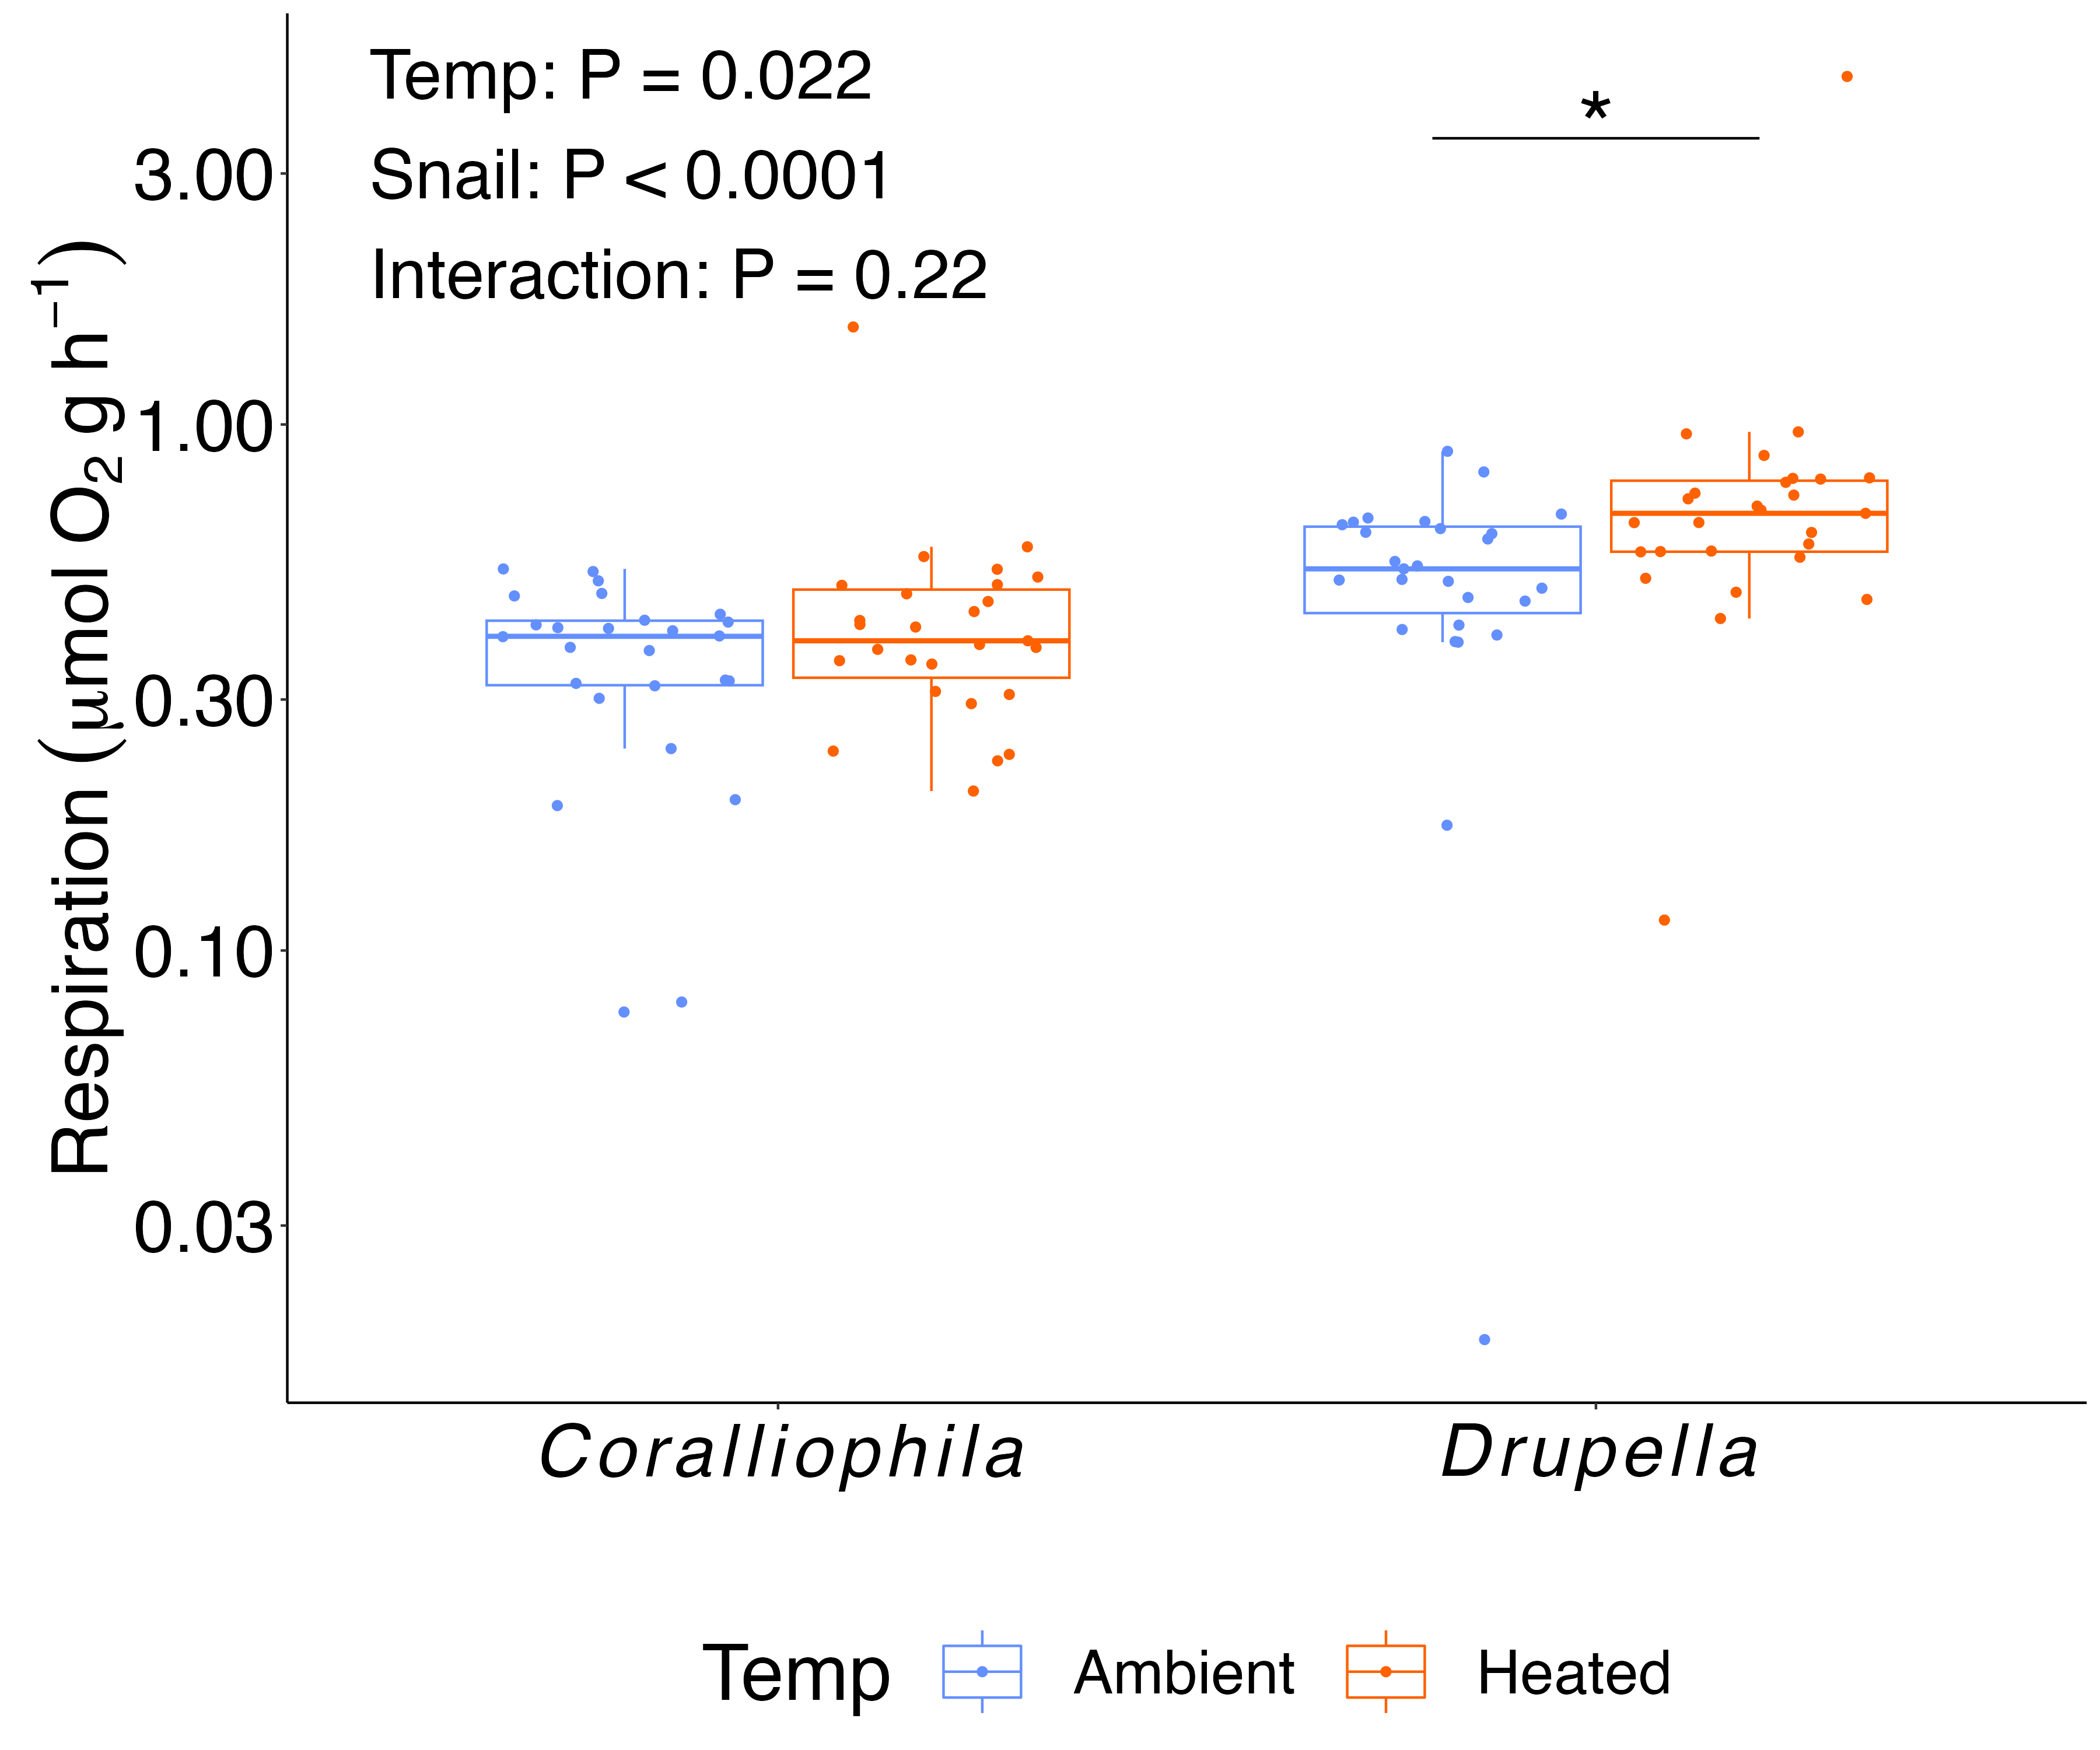 Temp: P = 0.022
Snail: P < 0.0001
Interaction: P = 0.22
*
3.00
1.00
0.30
0.10
0.03
Respiration (μmol O₂ g h⁻¹)
Coralliophila
Drupella
Temp Ambient Heated